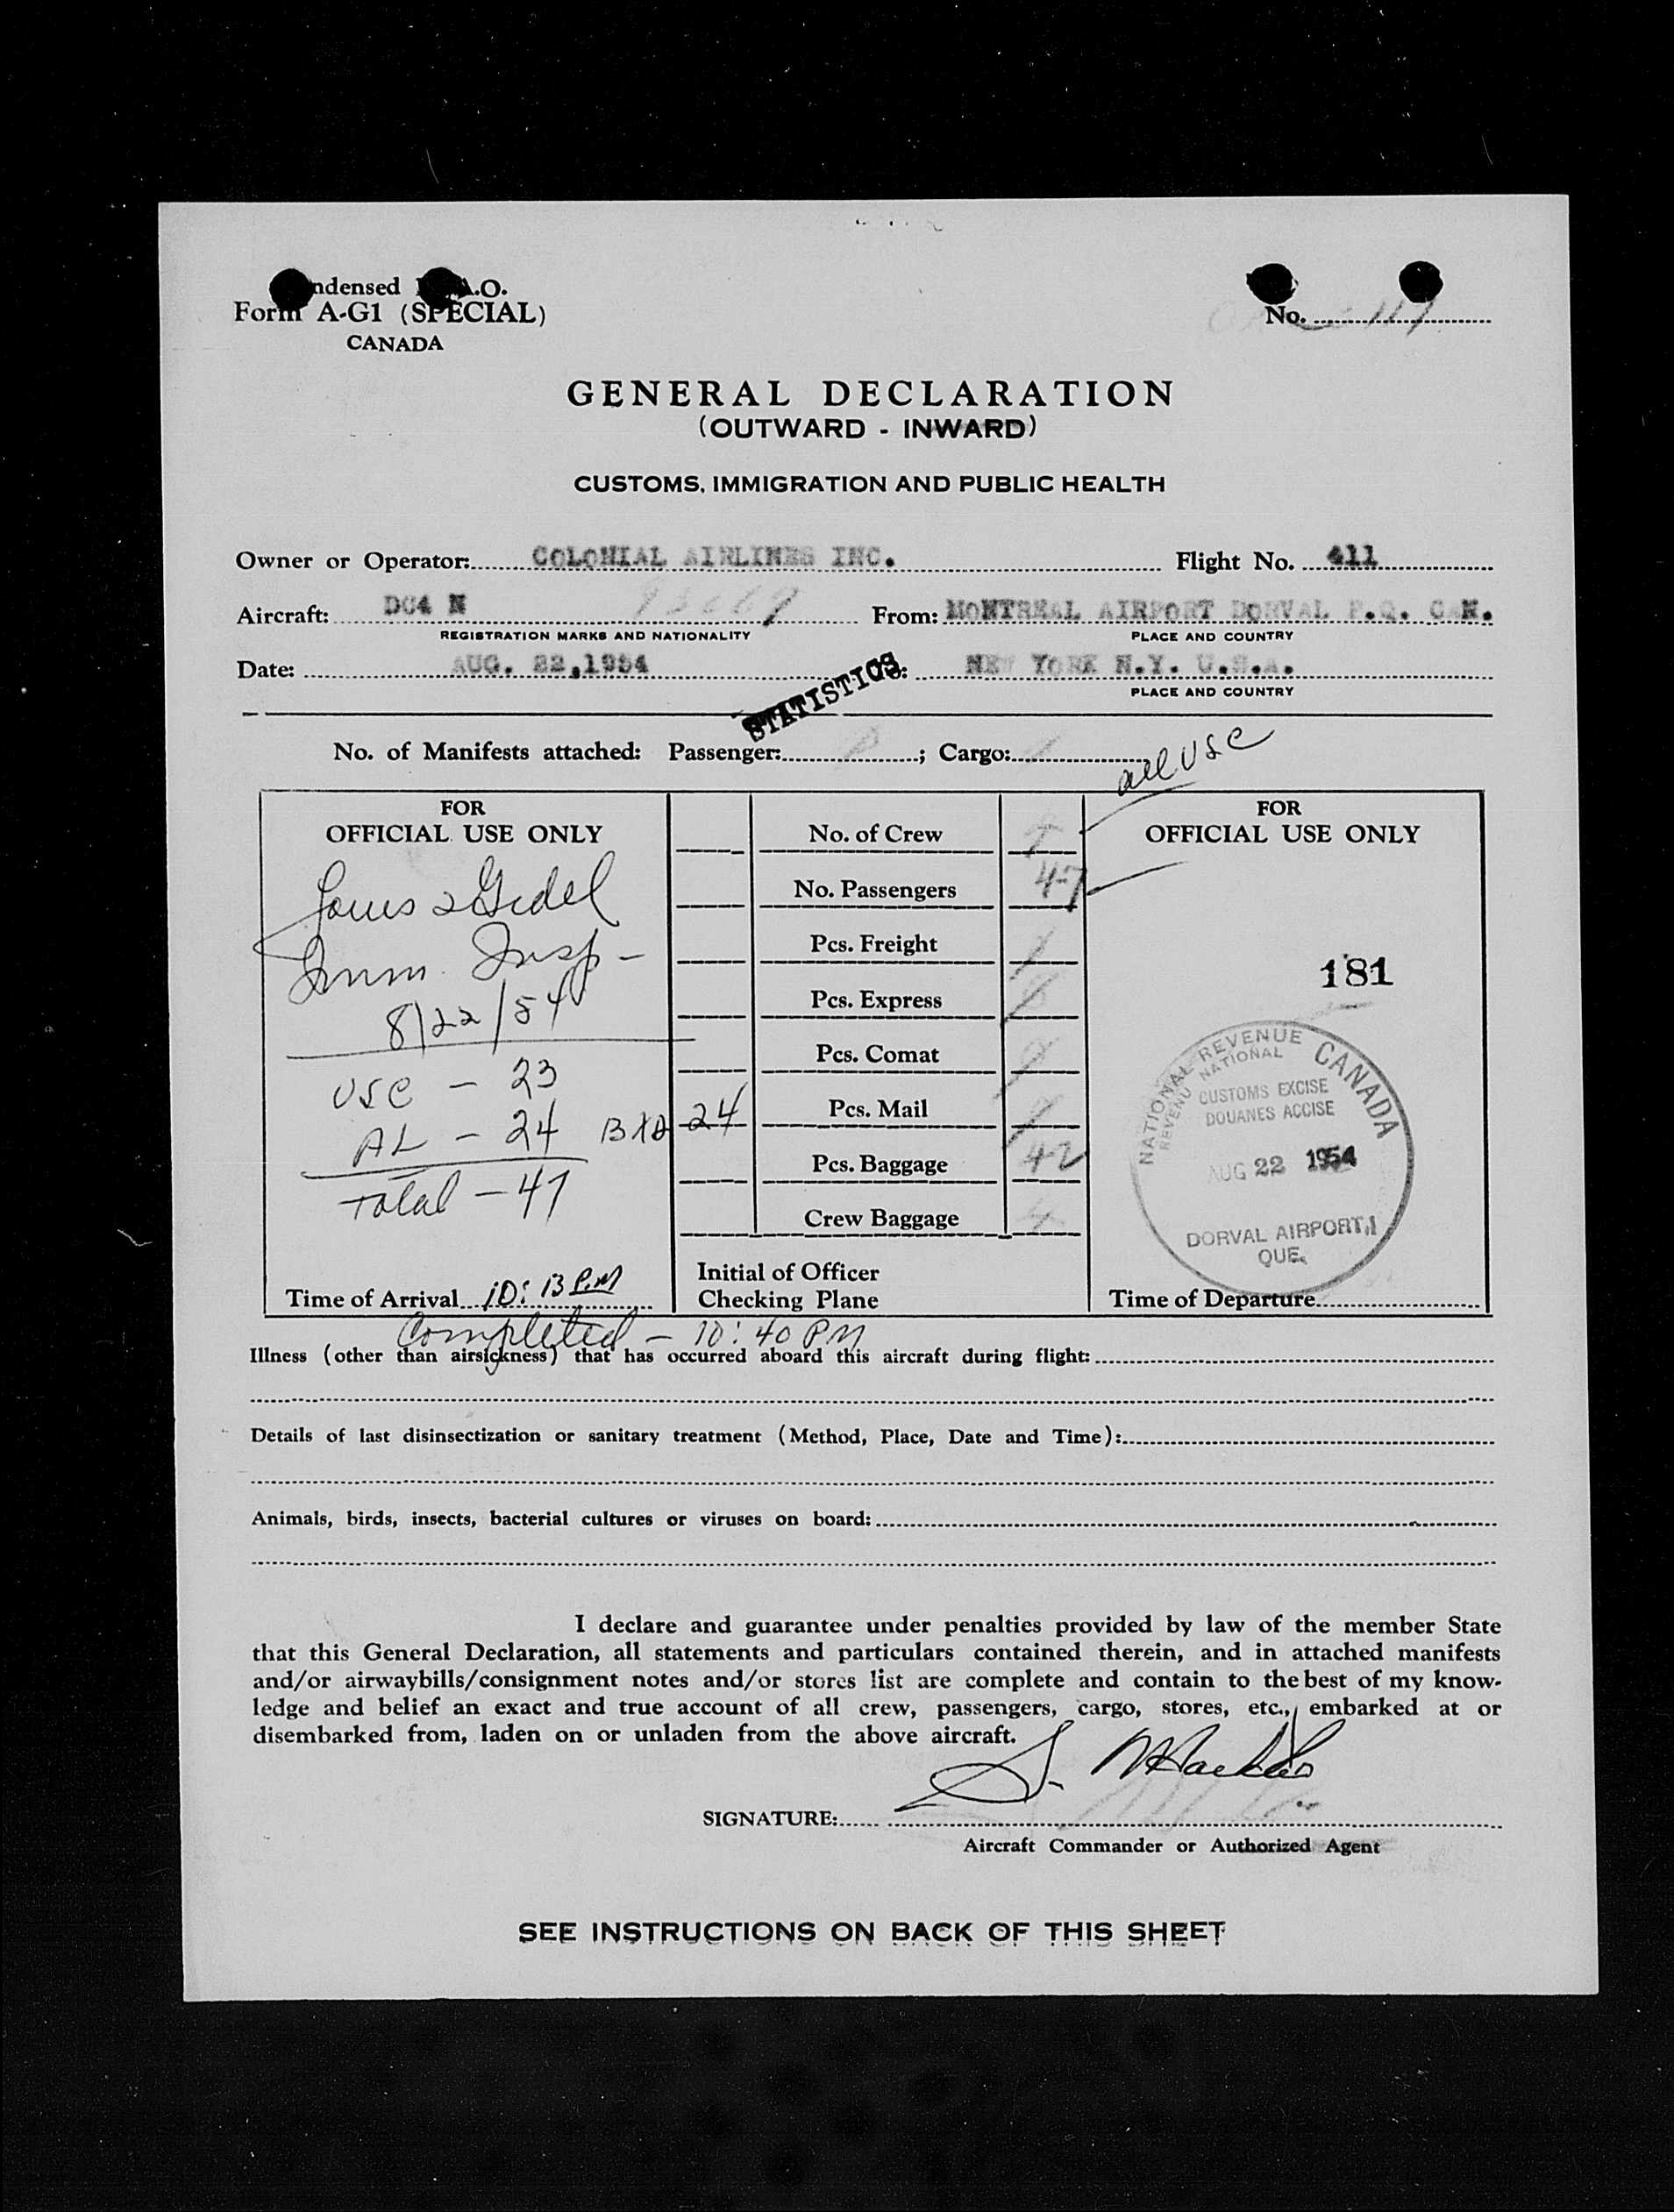 ndensed A.O.
Form A-G1 (SPECIAL)
CANADA
No. 117
GENERAL DECLARATION
(OUTWARD - INWARD)
CUSTOMS, IMMIGRATION AND PUBLIC HEALTH
Owner or Operator: COLONIAL AIRLINES INC. Flight No. 411
Aircraft: DC4 N From: MONTREAL AIRPORT DORVAL P.Q. CAN.
REGISTRATION MARKS AND NATIONALITY PLACE AND COUNTRY
Date: AUG. 22,1954 : NEW YORK N.Y. U.S.A.
STATISTICS
PLACE AND COUNTRY
No. of Manifests attached: Passenger: ; Cargo:
all USC
FOR
OFFICIAL USE ONLY
Imm. Insp-
8/22/54
USC - 23
AL - 24 24
Total - 47
Time of Arrival 10:13 P.M
No. of Crew
No. Passengers 47
Pcs. Freight
Pcs. Express
Pcs. Comat
Pcs. Mail
Pcs. Baggage 42
Crew Baggage
Initial of Officer
Checking Plane
FOR
OFFICIAL USE ONLY
181
NATIONAL REVENUE CANADA
REVENU NATIONAL
CUSTOMS EXCISE
DOUANES ACCISE
AUG 22 1954
DORVAL AIRPORT,
QUE.
Time of Departure
Completed - 10:40 PM
Illness (other than airsickness) that has occurred aboard this aircraft during flight:
Details of last disinsectization or sanitary treatment (Method, Place, Date and Time):
Animals, birds, insects, bacterial cultures or viruses on board:
I declare and guarantee under penalties provided by law of the member State
that this General Declaration, all statements and particulars contained therein, and in attached manifests
and/or airwaybills/consignment notes and/or stores list are complete and contain to the best of my know-
ledge and belief an exact and true account of all crew, passengers, cargo, stores, etc., embarked at or
disembarked from, laden on or unladen from the above aircraft.
SIGNATURE:
Aircraft Commander or Authorized Agent
SEE INSTRUCTIONS ON BACK OF THIS SHEET